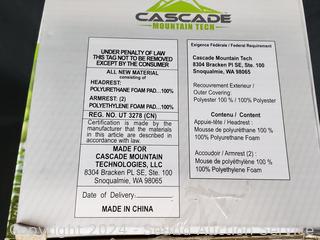 CASCADE
MOUNTAIN TECH
UNDER PENALTY OF LAW
THIS TAG NOT TO BE REMOVED
EXCEPT BY THE CONSUMER
ALL NEW MATERIAL
consisting of
HEADREST:
POLYURETHANE FOAM PAD...100%
ARMREST: (2)
POLYETHYLENE FOAM PAD...100%
REG. NO. UT 3278 (CN)
Certification is made by the
manufacturer that the materials in
this article are described in
accordance with law.
MADE FOR
CASCADE MOUNTAIN
TECHNOLOGIES, LLC
8304 Bracken PL SE, Ste. 100
Snoqualmie, WA 98065
Date of Delivery:
MADE IN CHINA
Exigence Fédérale / Federal Requirement
Cascade Mountain Tech
8304 Bracken Pl SE, Ste. 100
Snoqualmie, WA 98065
Recouvrement Exterieur /
Outer Covering:
Polyester 100 % / 100% Polyester
Contenu / Content
Appuie-tête / Headrest :
Mousse de polyuréthane 100 %
100% Polyurethane Foam
Accoudoir / Armrest (2) :
Mousse de polyéthylène 100 %
100% Polyethylene Foam